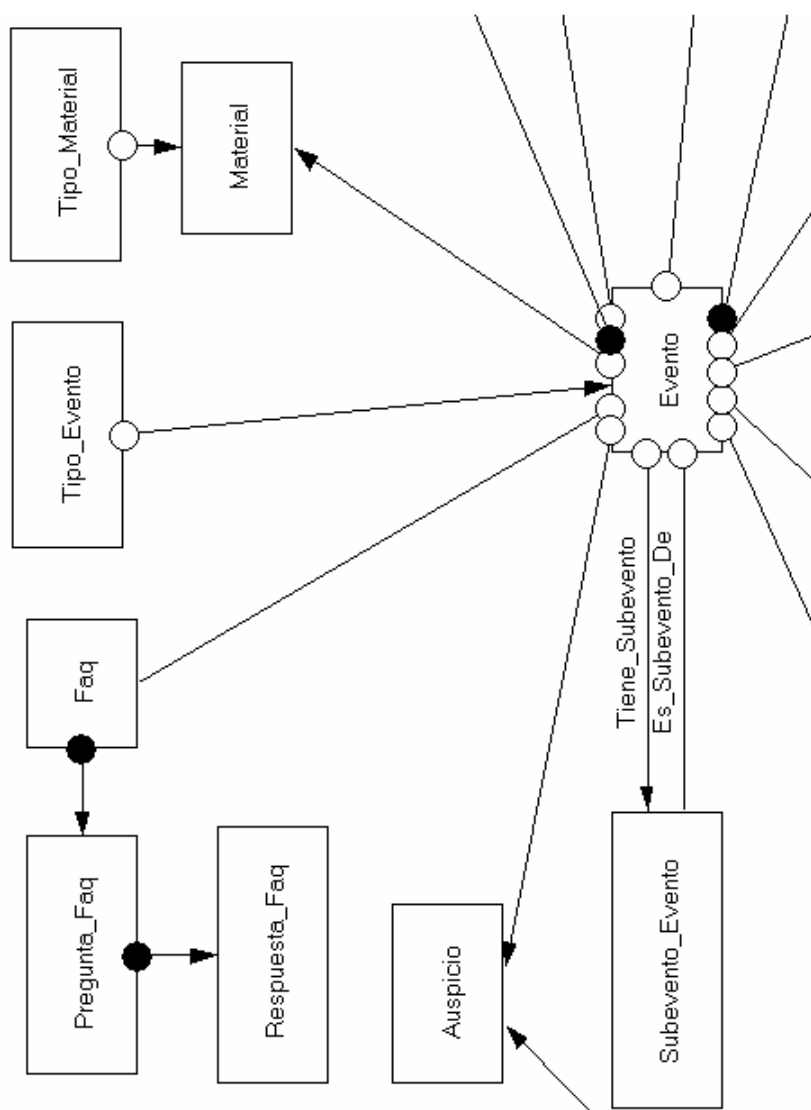 Tipo_Material
Material
Tipo_Evento
Evento
Faq
Tiene_Subevento
Es_Subevento_De
Pregunta_Faq
Respuesta_Faq
Auspicio
Subevento_Evento